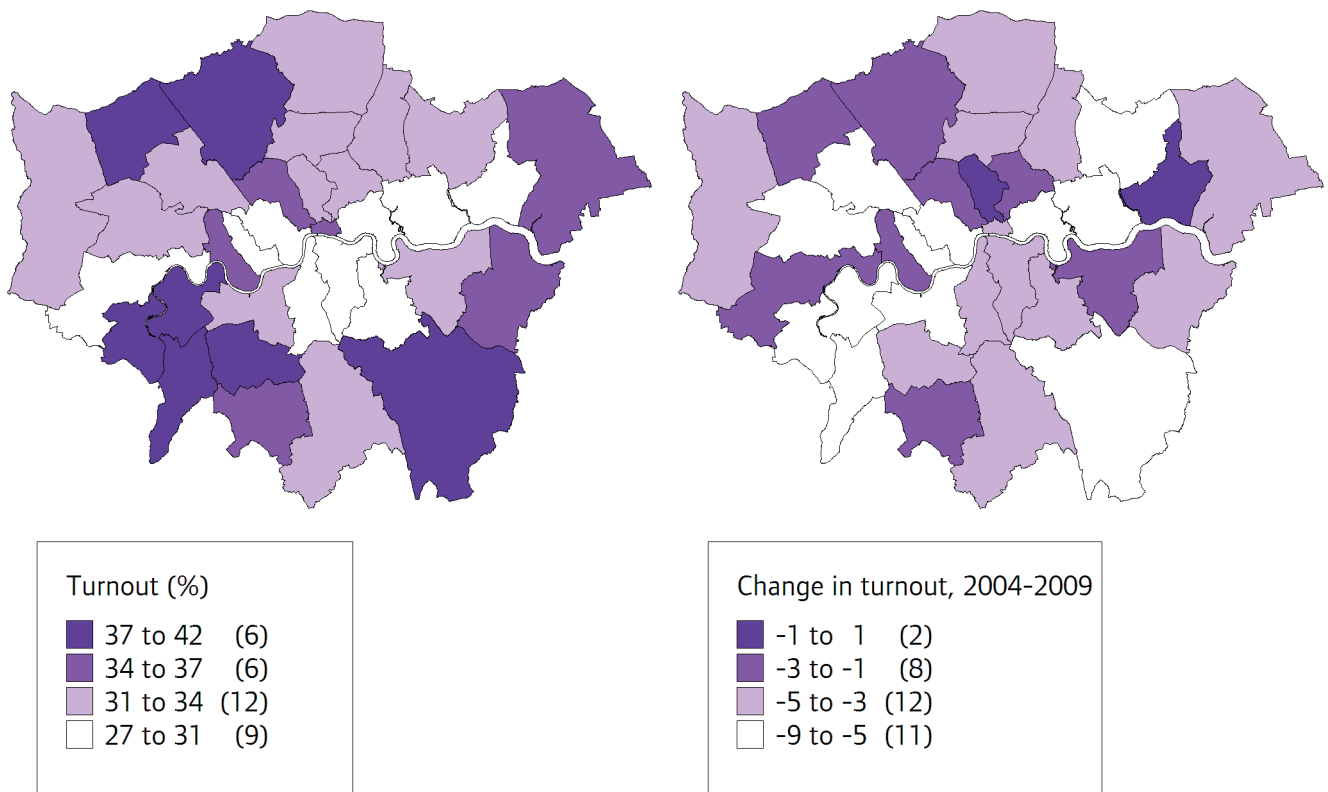 Turnout (%)
37 to 42 (6)
34 to 37 (6)
31 to 34 (12)
27 to 31 (9)
Change in turnout, 2004-2009
-1 to 1 (2)
-3 to -1 (8)
-5 to -3 (12)
-9 to -5 (11)